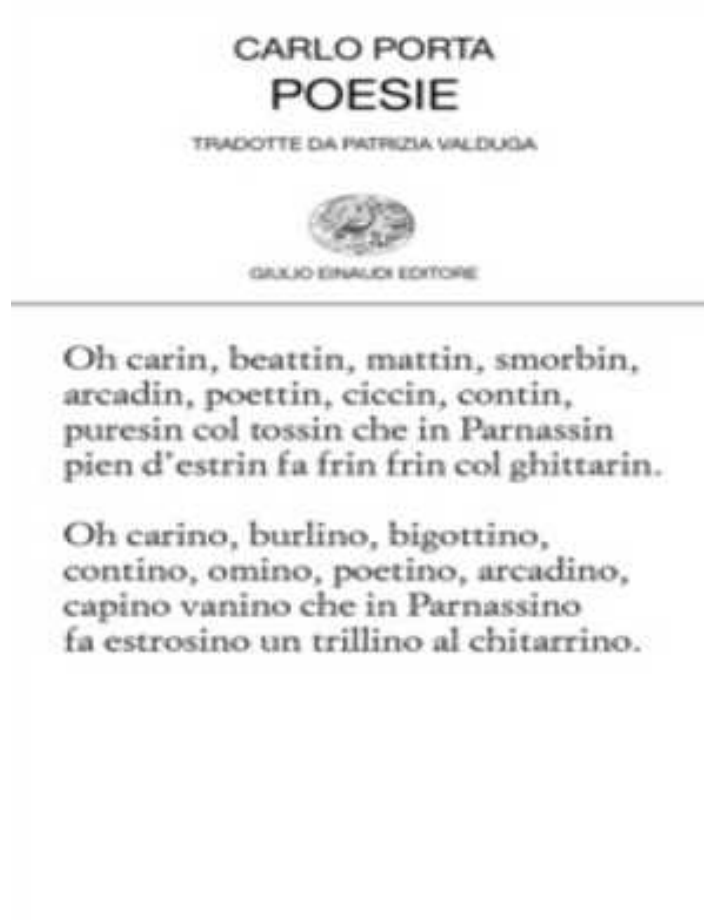 CARLO PORTA
POESIE
TRADOTTE DA PATRIZIA VALDUGA
GIULIO EINAUDI EDITORE
Oh carin, beattin, mattin, smorbin,
arcadin, poettin, ciccin, contin,
puresin col tossin che in Parnassin
pien d'estrin fa frin frin col ghittarin.
Oh carino, burlino, bigottino,
contino, omino, poetino, arcadino,
capino vanino che in Parnassino
fa estrosino un trillino al chitarrino.